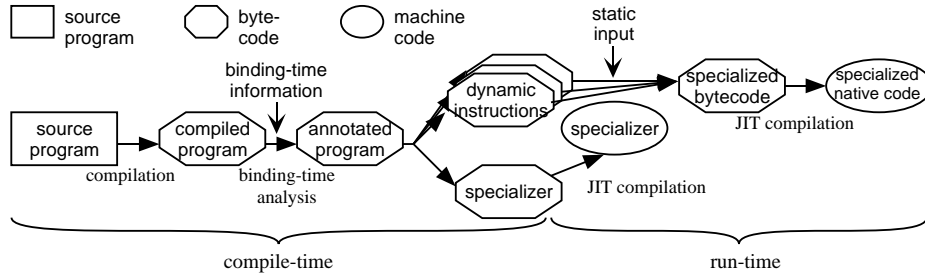 source
program
byte-
code
machine
code
static
input
binding-time
information
source
program
compiled
program
annotated
program
dynamic
instructions
specialized
bytecode
specialized
native code
specializer
specializer
compilation
binding-time
analysis
JIT compilation
JIT compilation
compile-time
run-time